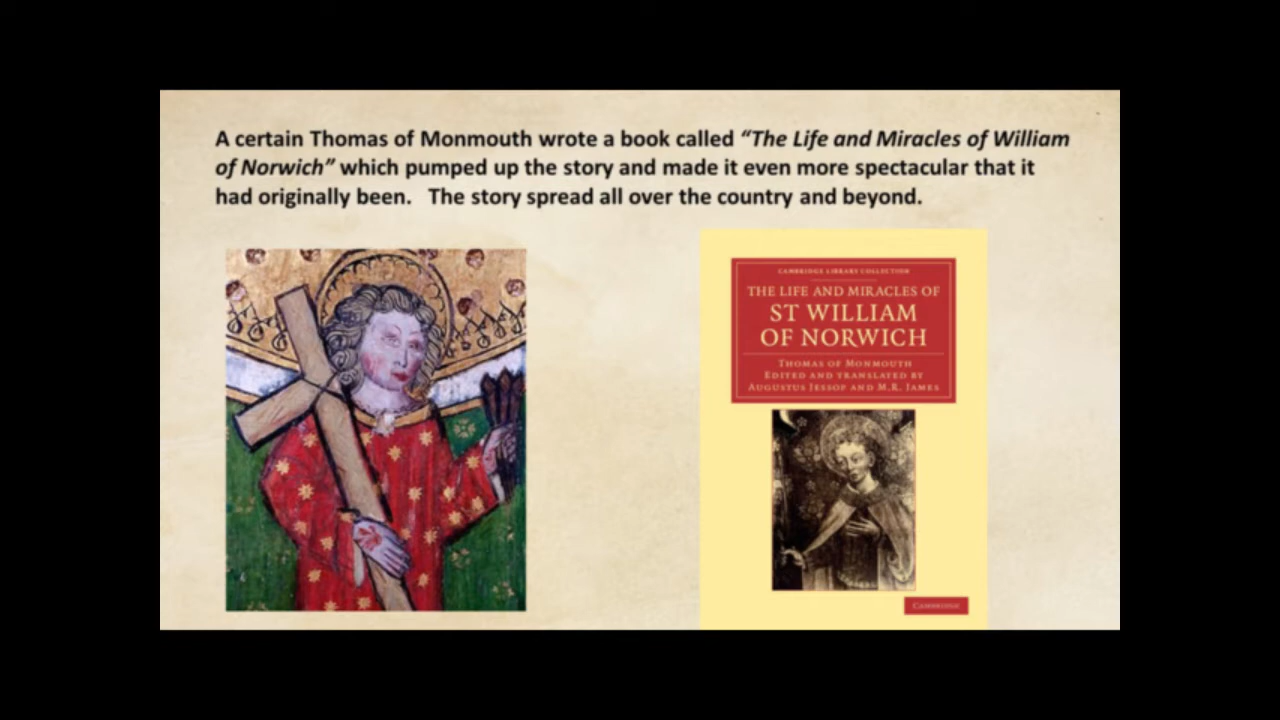 A certain Thomas of Monmouth wrote a book called “The Life and Miracles of William
of Norwich” which pumped up the story and made it even more spectacular that it
had originally been. The story spread all over the country and beyond.
CAMBRIDGE LIBRARY COLLECTION
THE LIFE AND MIRACLES OF
ST WILLIAM
OF NORWICH
THOMAS OF MONMOUTH
EDITED AND TRANSLATED BY
AUGUSTUS JESSOP AND M.R. JAMES
CAMBRIDGE